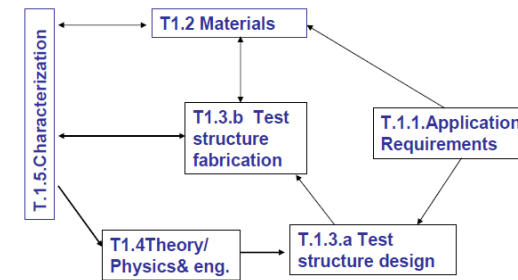 T1.2 Materials
T.1.5.Characterization
T1.3.b Test
structure
fabrication
T.1.1.Application
Requirements
T1.4Theory/
Physics& eng.
T.1.3.a Test
structure design